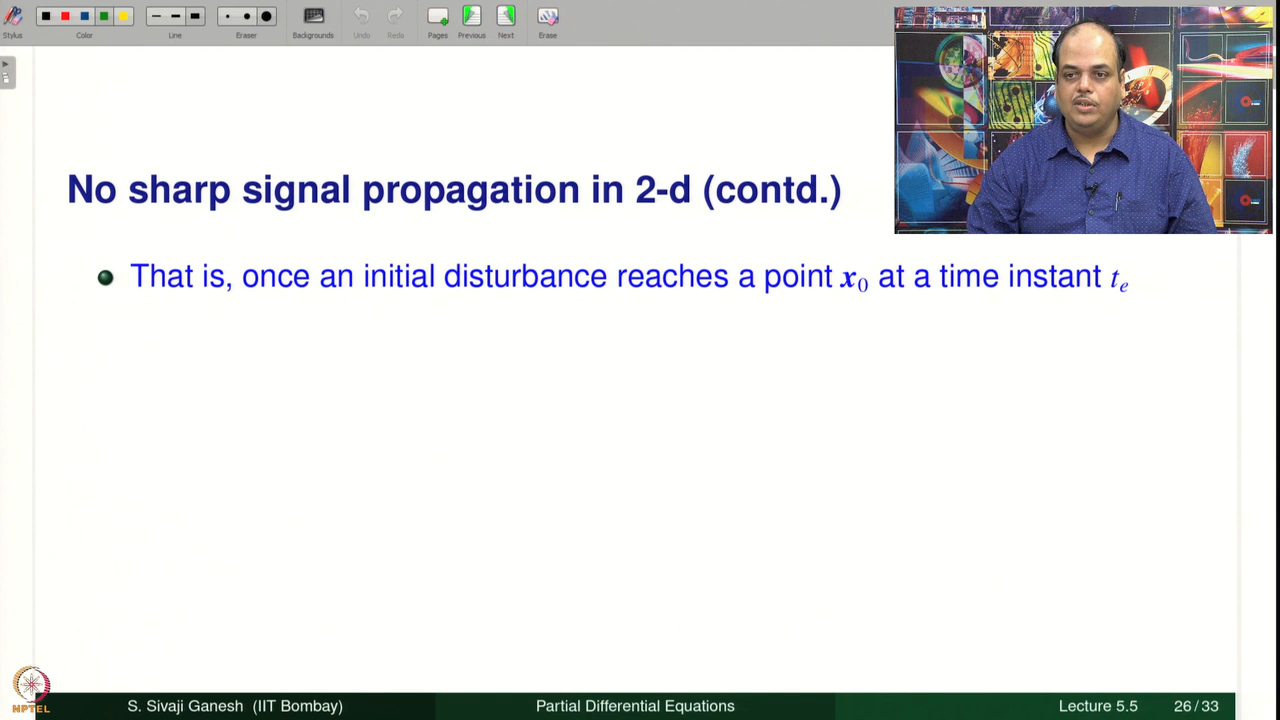 Stylus
Color
Line
Eraser
Backgrounds
Undo
Redo
Pages
Previous
Next
Erase
No sharp signal propagation in 2-d (contd.)
That is, once an initial disturbance reaches a point x₀ at a time instant tₑ
NPTEL
S. Sivaji Ganesh (IIT Bombay)
Partial Differential Equations
Lecture 5.5
26/33